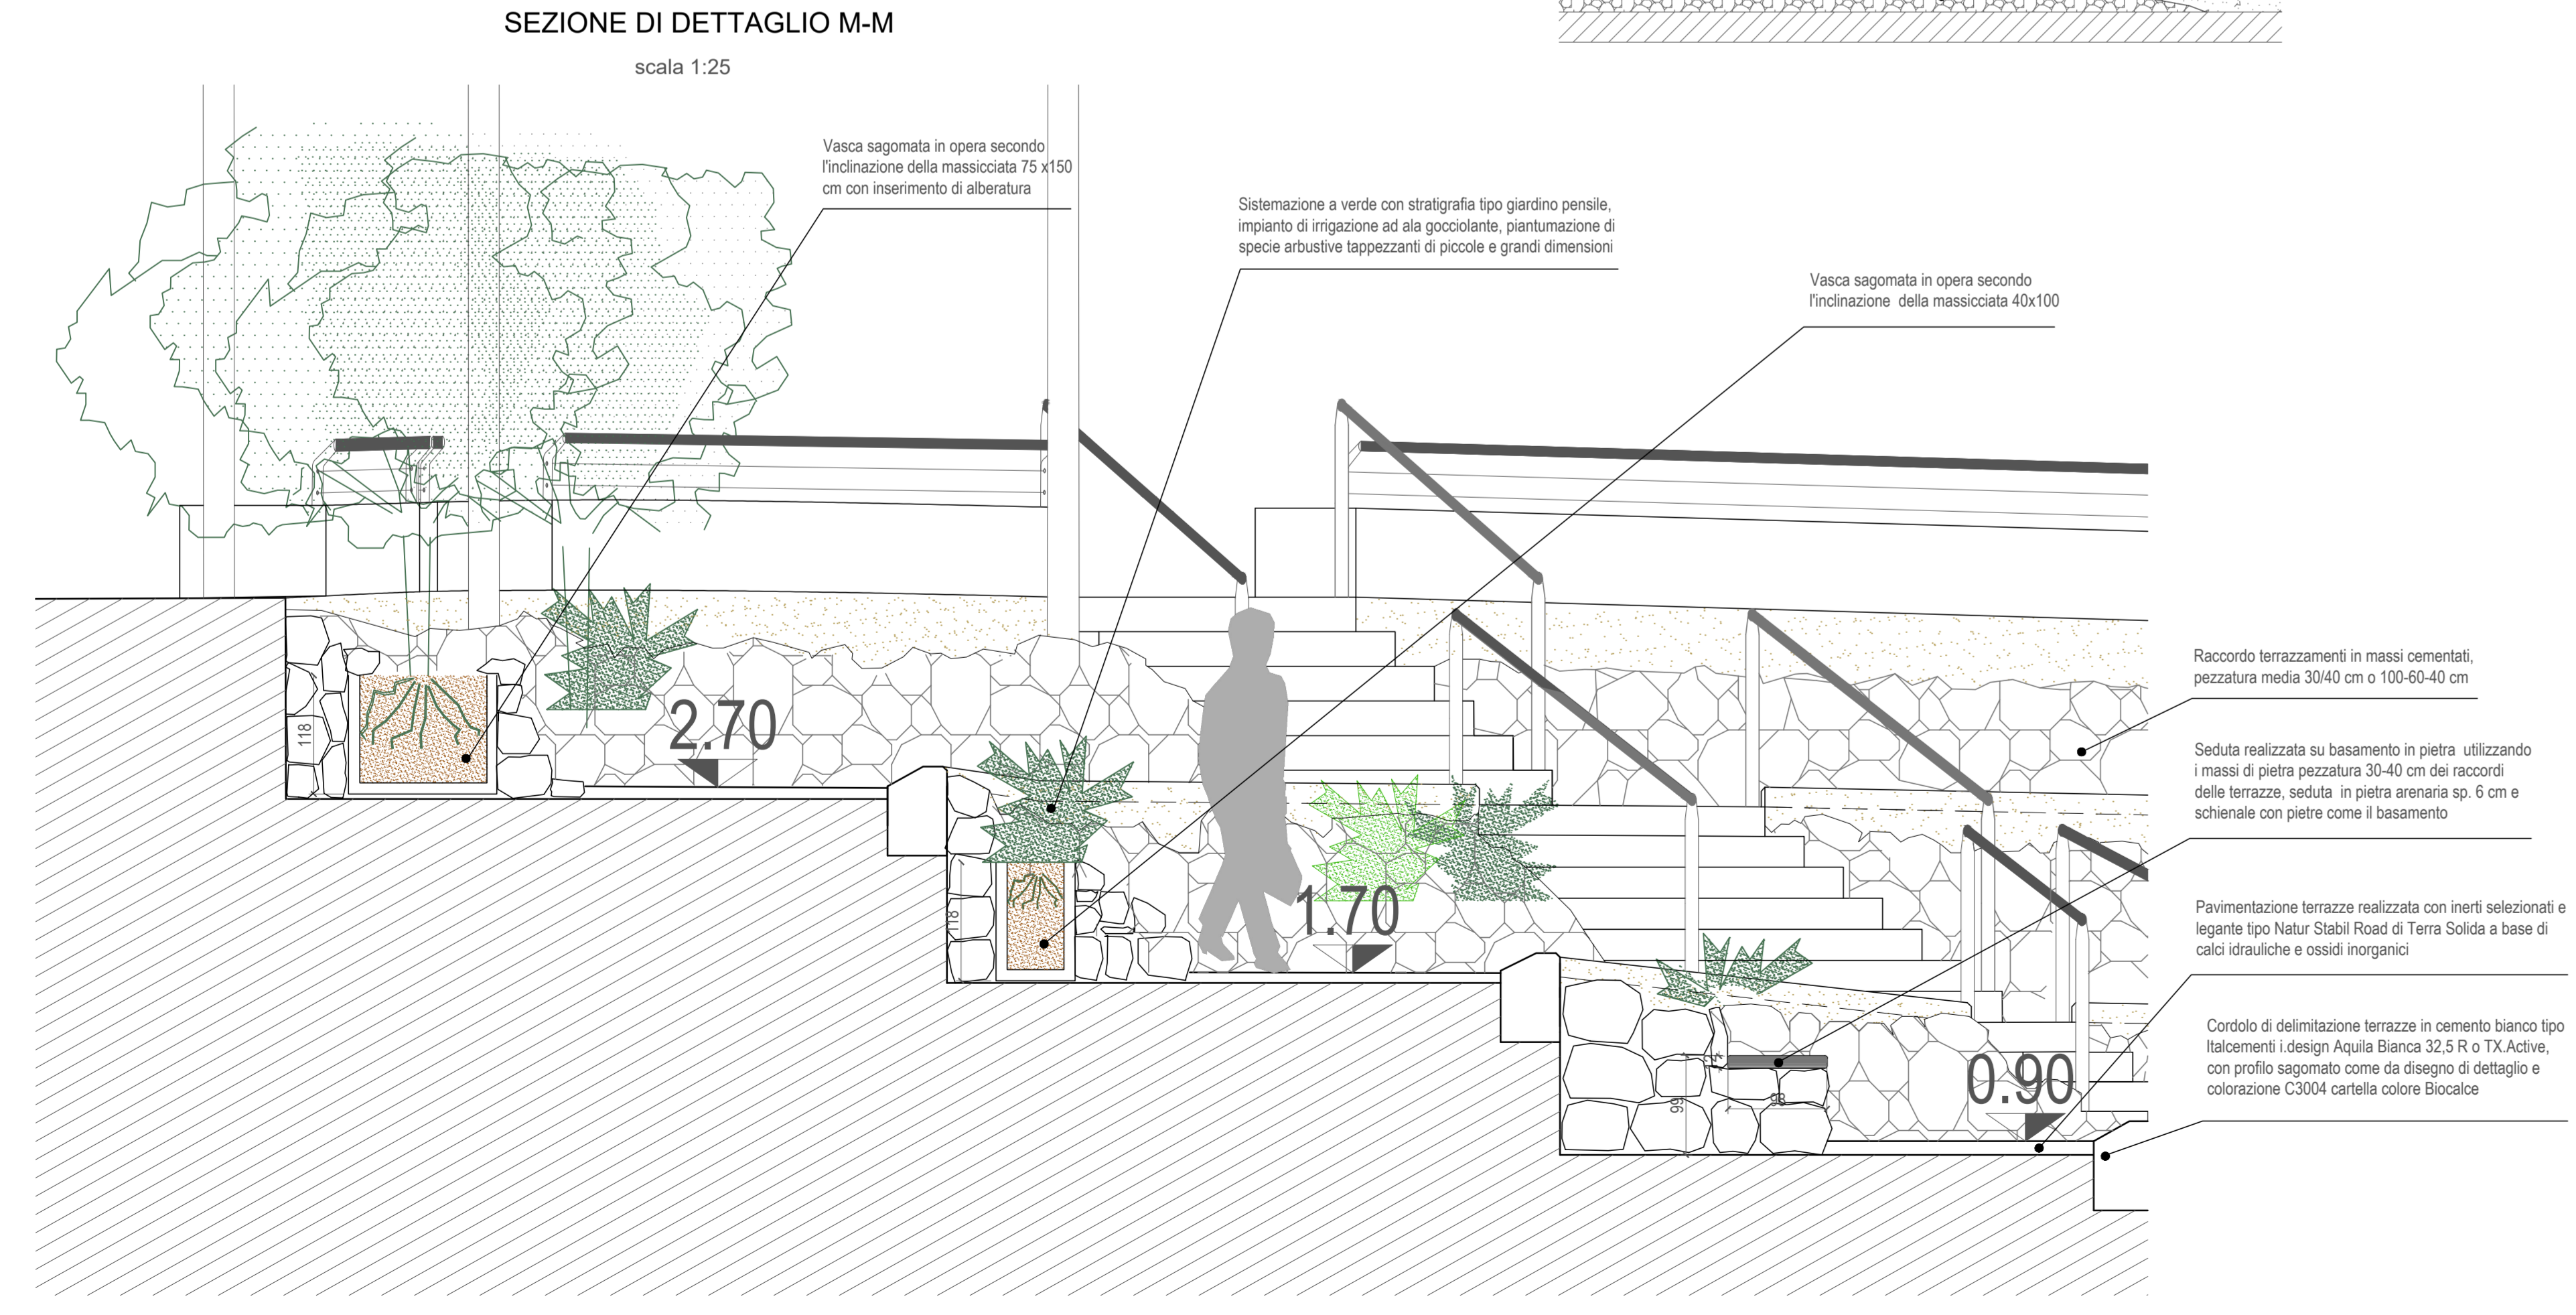 SEZIONE DI DETTAGLIO M-M
scala 1:25
Vasca sagomata in opera secondo
l'inclinazione della massicciata 75 x150
cm con inserimento di alberatura
Sistemazione a verde con stratigrafia tipo giardino pensile,
impianto di irrigazione ad ala gocciolante, piantumazione di
specie arbustive tappezzanti di piccole e grandi dimensioni
Vasca sagomata in opera secondo
l'inclinazione della massicciata 40x100
Raccordo terrazzamenti in massi cementati,
pezzatura media 30/40 cm o 100-60-40 cm
Seduta realizzata su basamento in pietra utilizzando
i massi di pietra pezzatura 30-40 cm dei raccordi
delle terrazze, seduta in pietra arenaria sp. 6 cm e
schienale con pietre come il basamento
Pavimentazione terrazze realizzata con inerti selezionati e
legante tipo Natur Stabil Road di Terra Solida a base di
calci idrauliche e ossidi inorganici
Cordolo di delimitazione terrazze in cemento bianco tipo
Italcementi i.design Aquila Bianca 32,5 R o TX.Active,
con profilo sagomato come da disegno di dettaglio e
colorazione C3004 cartella colore Biocalce
118
2.70
118
1.70
99
0.90